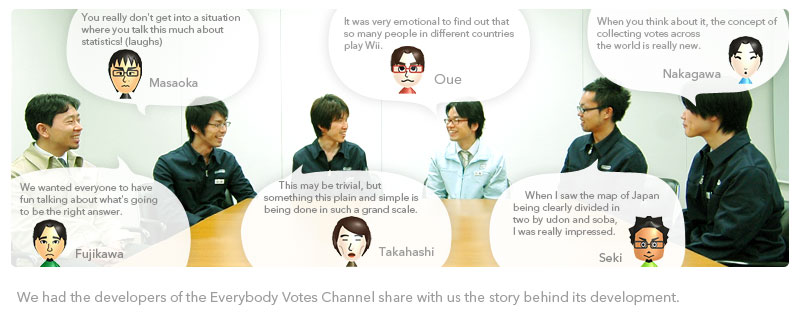 You really don't get into a situation
where you talk this much about
statistics! (laughs)
Masaoka
It was very emotional to find out that
so many people in different countries
play Wii.
Oue
When you think about it, the concept of
collecting votes across
the world is really new.
Nakagawa
We wanted everyone to have
fun talking about what's going
to be the right answer.
Fujikawa
This may be trivial, but
something this plain and simple is
being done in such a grand scale.
Takahashi
When I saw the map of Japan
being clearly divided in
two by udon and soba,
I was really impressed.
Seki
We had the developers of the Everybody Votes Channel share with us the story behind its development.